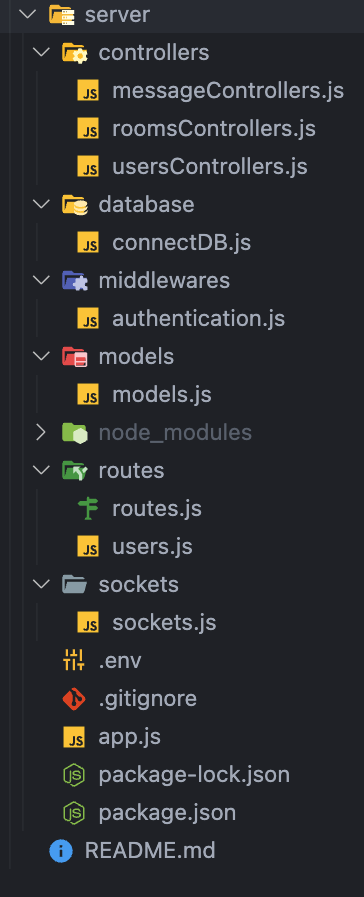 server
controllers
JS messageControllers.js
JS roomsControllers.js
JS usersControllers.js
database
JS connectDB.js
middlewares
JS authentication.js
models
JS models.js
node_modules
routes
routes.js
JS users.js
sockets
JS sockets.js
.env
.gitignore
JS app.js
JS package-lock.json
JS package.json
i README.md